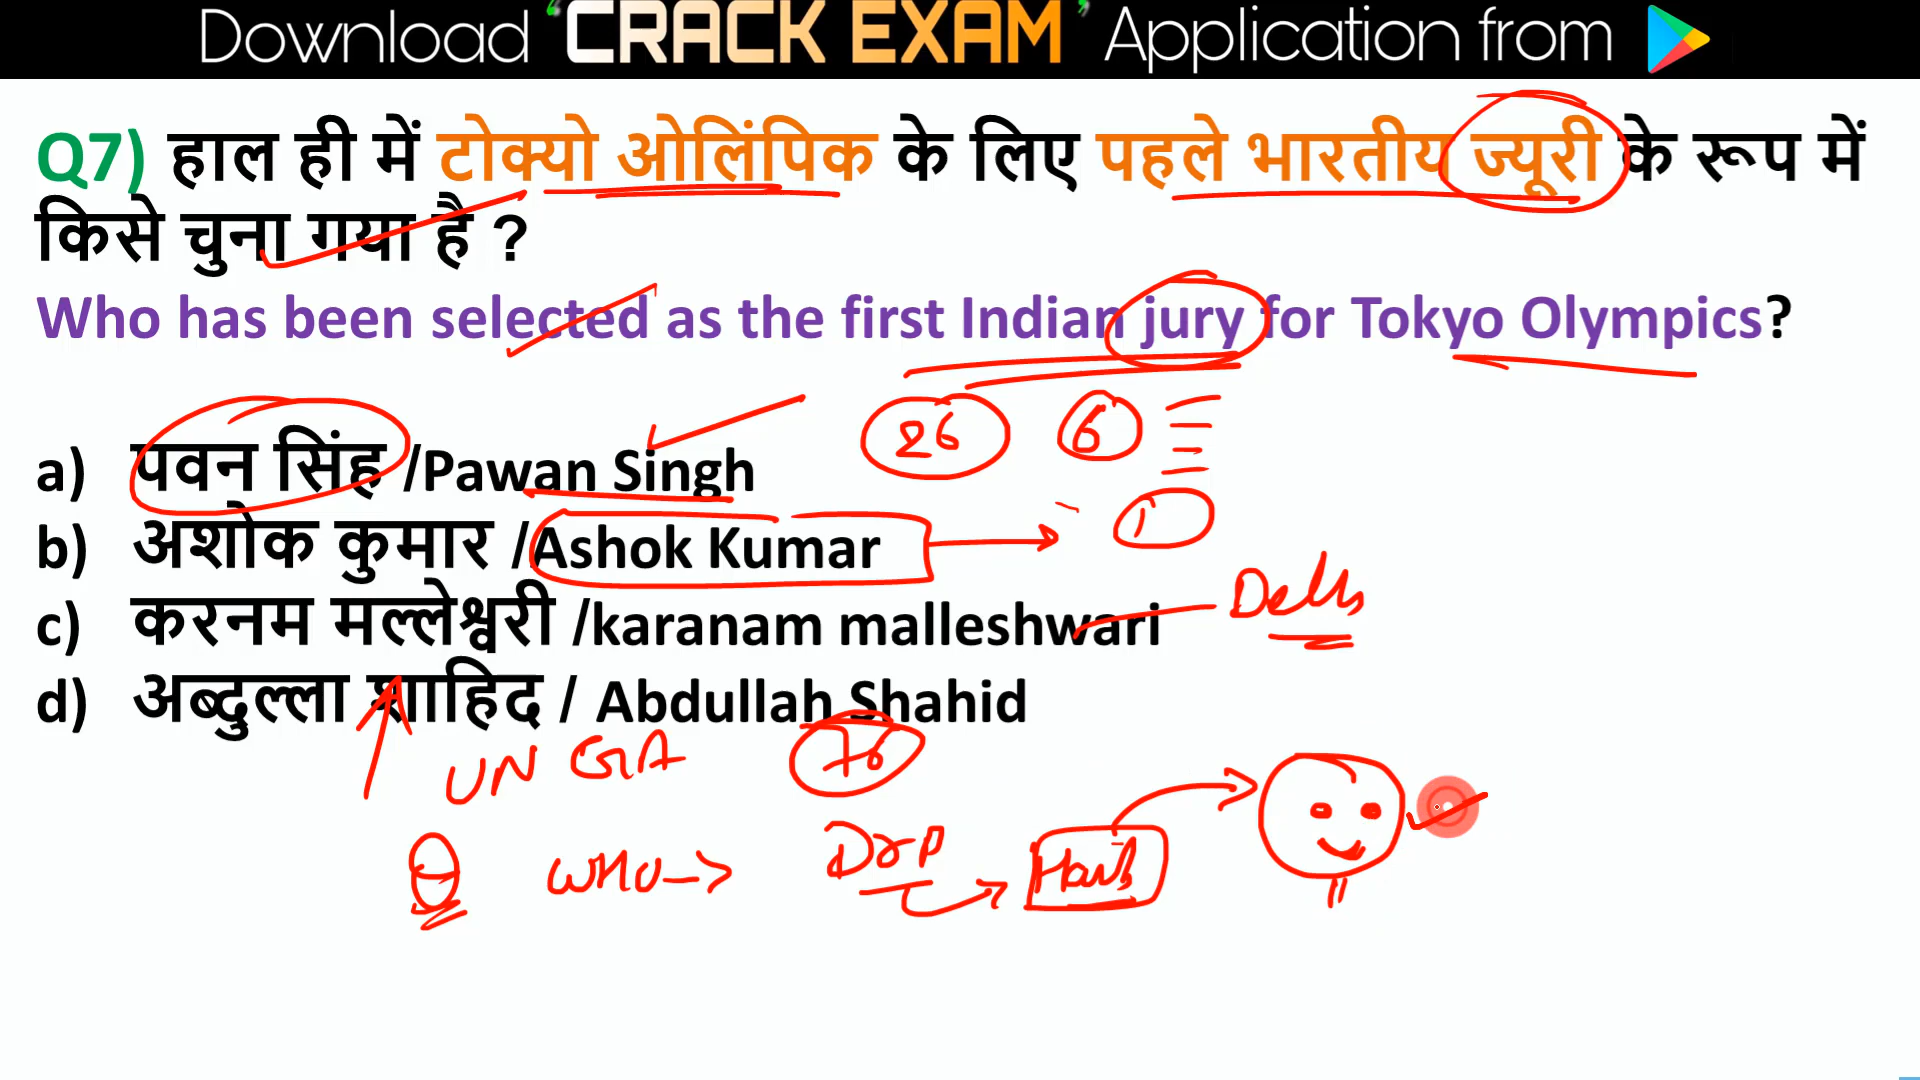 Download 'CRACK EXAM' Application from
Q7) हाल ही में टोक्यो ओलिंपिक के लिए पहले भारतीय ज्यूरी के रूप में
किसे चुना गया है ?
Who has been selected as the first Indian jury for Tokyo Olympics?
26 6
a) पवन सिंह /Pawan Singh
b) अशोक कुमार /Ashok Kumar 1
c) करनम मल्लेश्वरी /karanam malleshwari Delhi
d) अब्दुल्ला शाहिद / Abdullah Shahid
UN GA 76
WHO